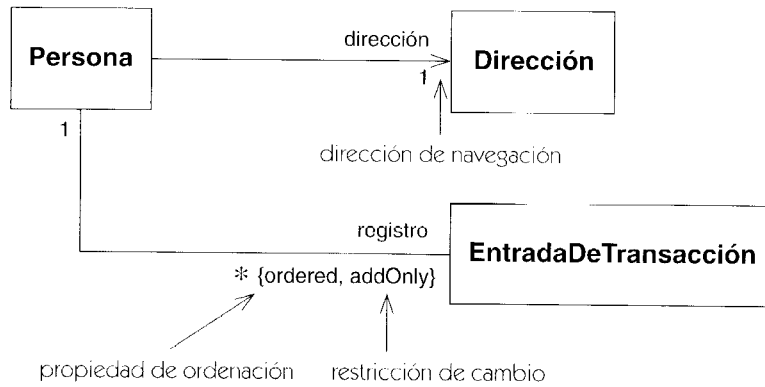 dirección
Persona
Dirección
1
1
dirección de navegación
registro
EntradaDeTransacción
* {ordered, addOnly}
propiedad de ordenación
restricción de cambio